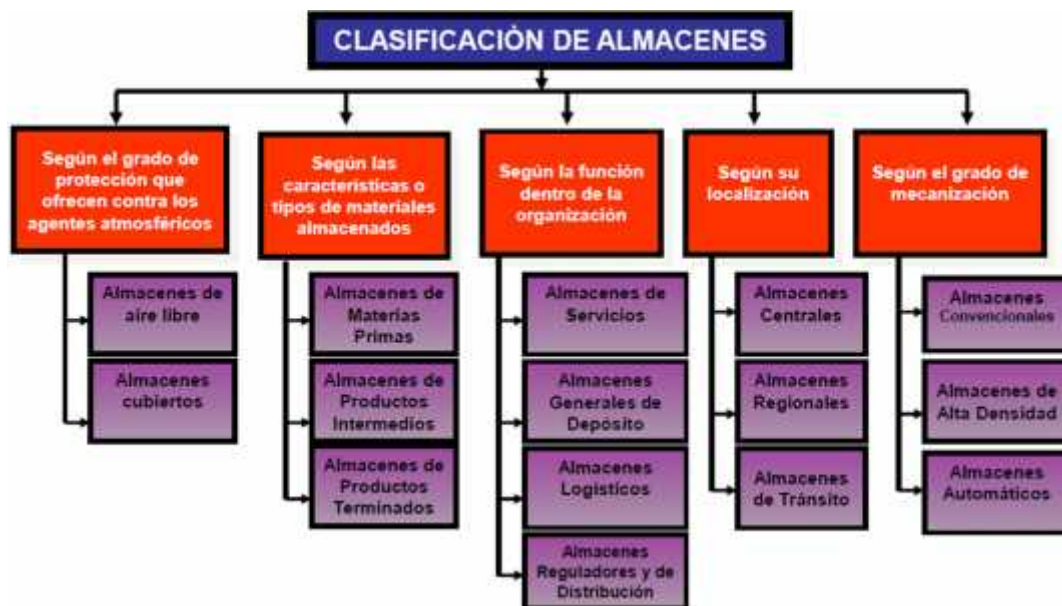 CLASIFICACIÒN DE ALMACENES
Según el grado de
protección que
ofrecen contra los
agentes atmosféricos
Almacenes de
aire libre
Almacenes
cubiertos
Según las
características o
tipos de materiales
almacenados
Almacenes de
Materias
Primas
Almacenes de
Productos
Intermedios
Almacenes de
Productos
Terminados
Según la función
dentro de la
organización
Almacenes de
Servicios
Almacenes
Generales de
Depósito
Almacenes
Logísticos
Almacenes
Reguladores y de
Distribución
Según su
localización
Almacenes
Centrales
Almacenes
Regionales
Almacenes
de Tránsito
Según el grado de
mecanización
Almacenes
Convencionales
Almacenes de
Alta Densidad
Almacenes
Automáticos